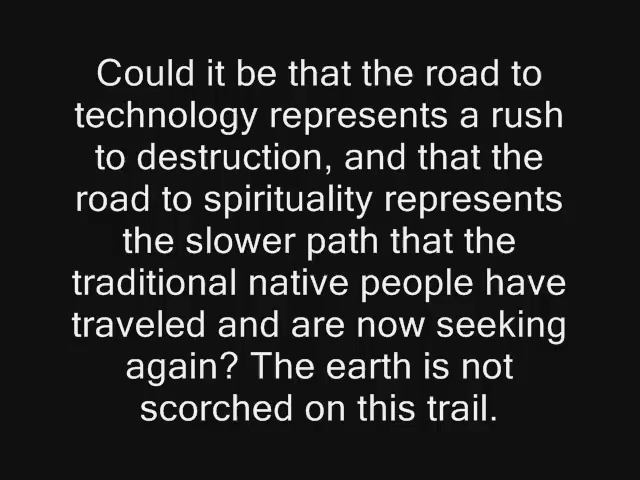 Could it be that the road to
technology represents a rush
to destruction, and that the
road to spirituality represents
the slower path that the
traditional native people have
traveled and are now seeking
again? The earth is not
scorched on this trail.